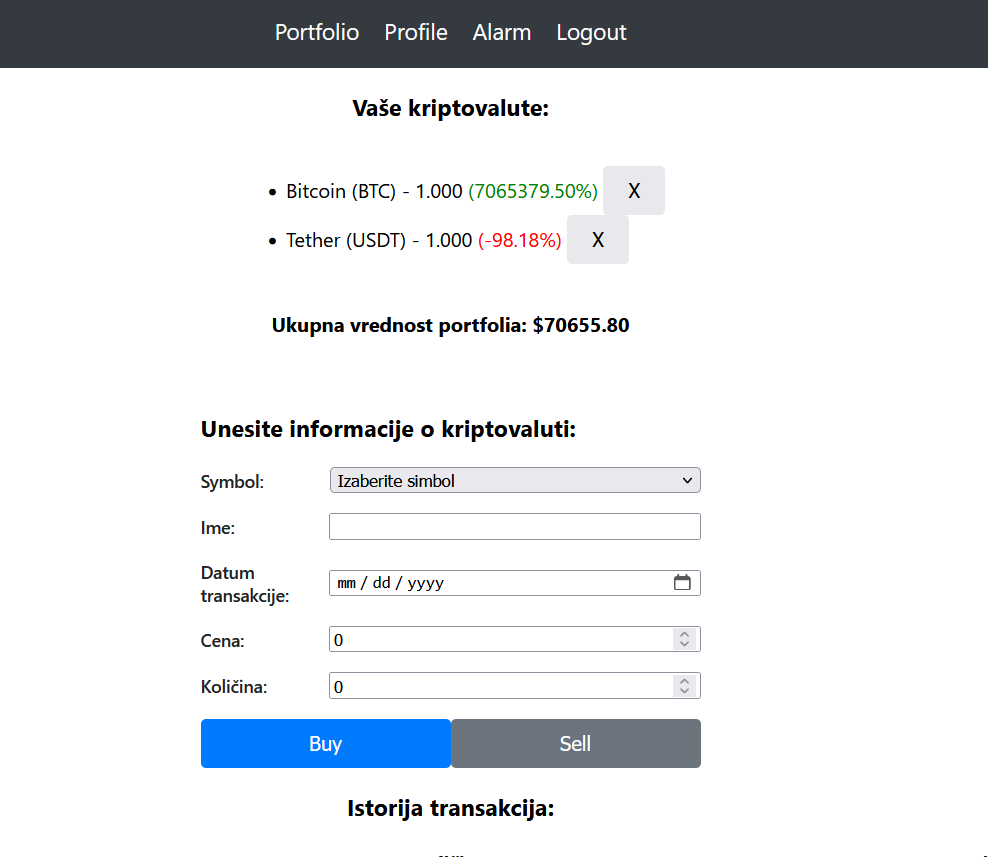 Portfolio Profile Alarm Logout
Vaše kriptovalute:
• Bitcoin (BTC) - 1.000 (7065379.50%) X
• Tether (USDT) - 1.000 (-98.18%) X
Ukupna vrednost portfolia: $70655.80
Unesite informacije o kriptovaluti:
Symbol: Izaberite simbol
Ime:
Datum
transakcije: mm / dd / yyyy
Cena: 0
Količina: 0
Buy Sell
Istorija transakcija: